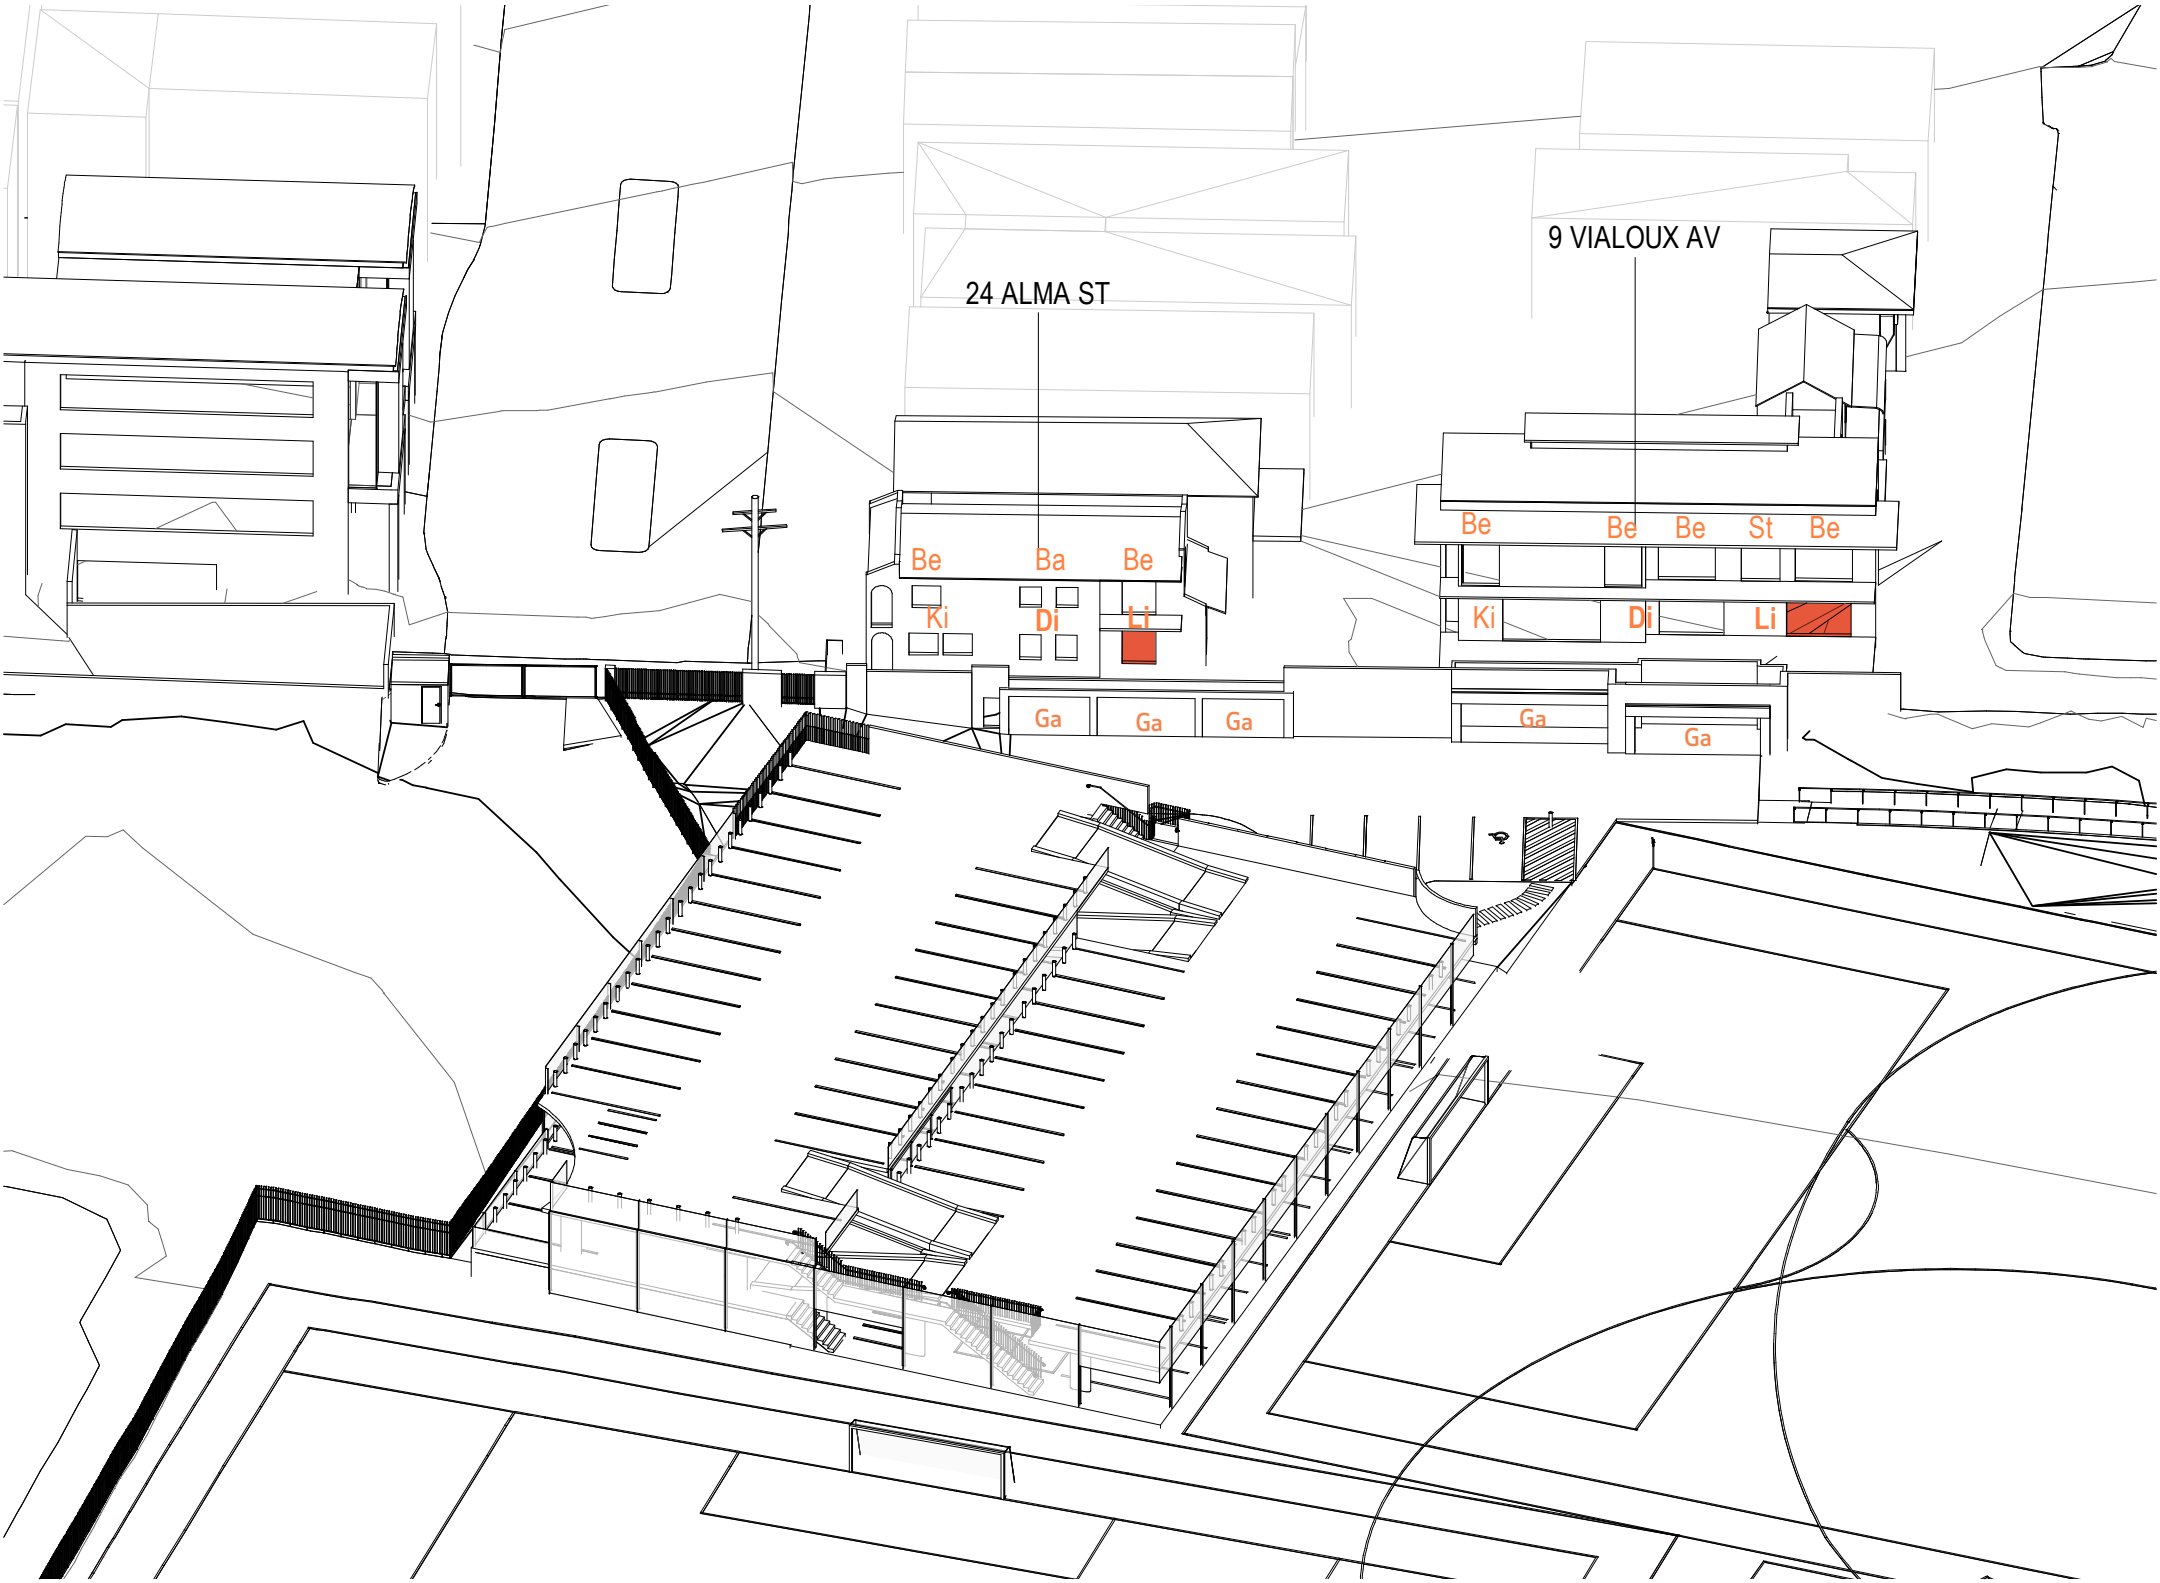 9 VIALOUX AV
24 ALMA ST
Be Be Be St Be
Be Ba Be
Ki Di Li
Ki Di Li
Ga Ga Ga
Ga
Ga